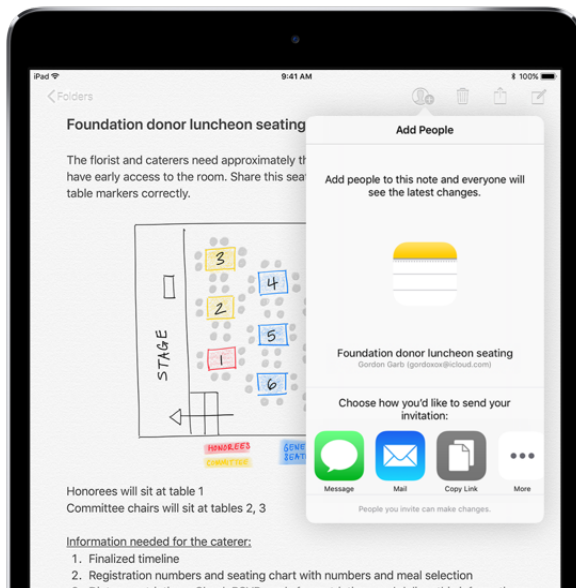 iPad 9:41 AM 100%
Folders
Foundation donor luncheon seating
The florist and caterers need approximately
have early access to the room. Share this
table markers correctly.
STAGE
3
2
1
4
5
6
HONOREES
COMMITTEE
Honorees will sit at table 1
Committee chairs will sit at tables 2, 3
Information needed for the caterer:
1. Finalized timeline
2. Registration numbers and seating chart with numbers and meal selection
Add People
Add people to this note and everyone will
see the latest changes.
Foundation donor luncheon seating
Gordon Garb (gordoxox@icloud.com)
Choose how you'd like to send your
invitation:
Message Mail Copy Link More
People you invite can make changes.